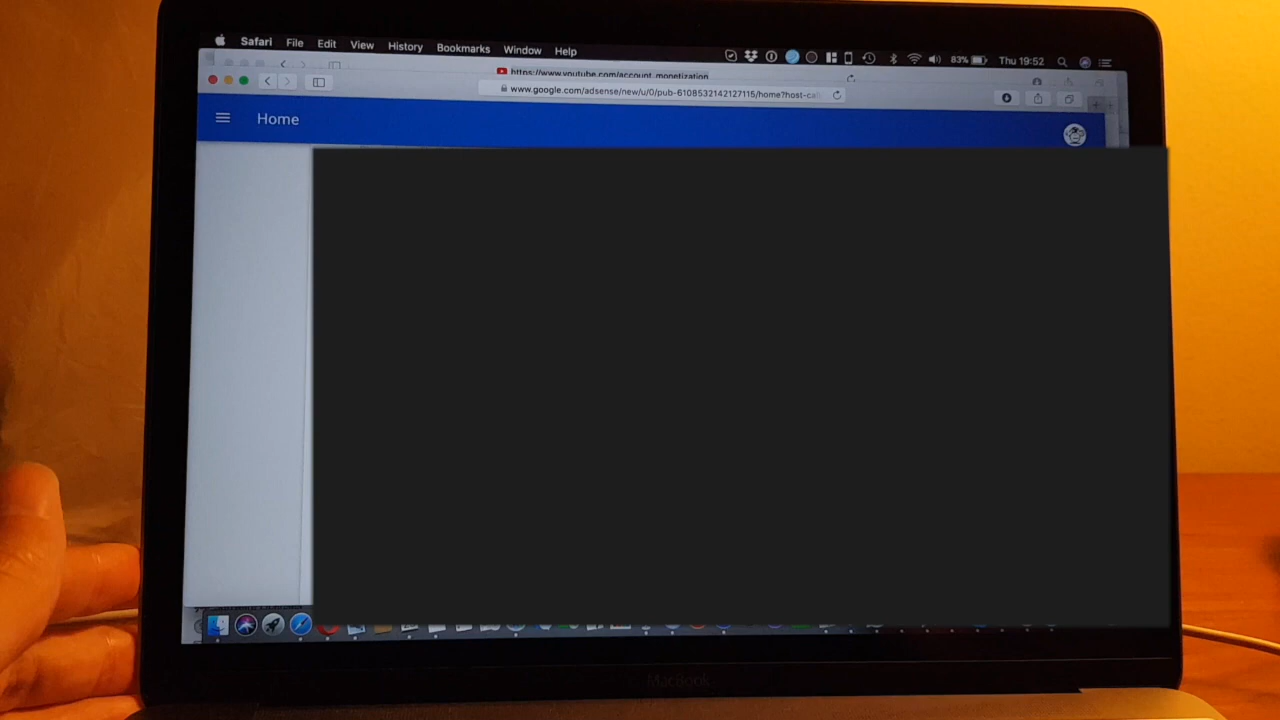 Safari File Edit View History Bookmarks Window Help 83% Thu 19:52
https://www.youtube.com/account_monetization
www.google.com/adsense/new/u/0/pub-6108532142127115/home?host-ca
Home
MacBook